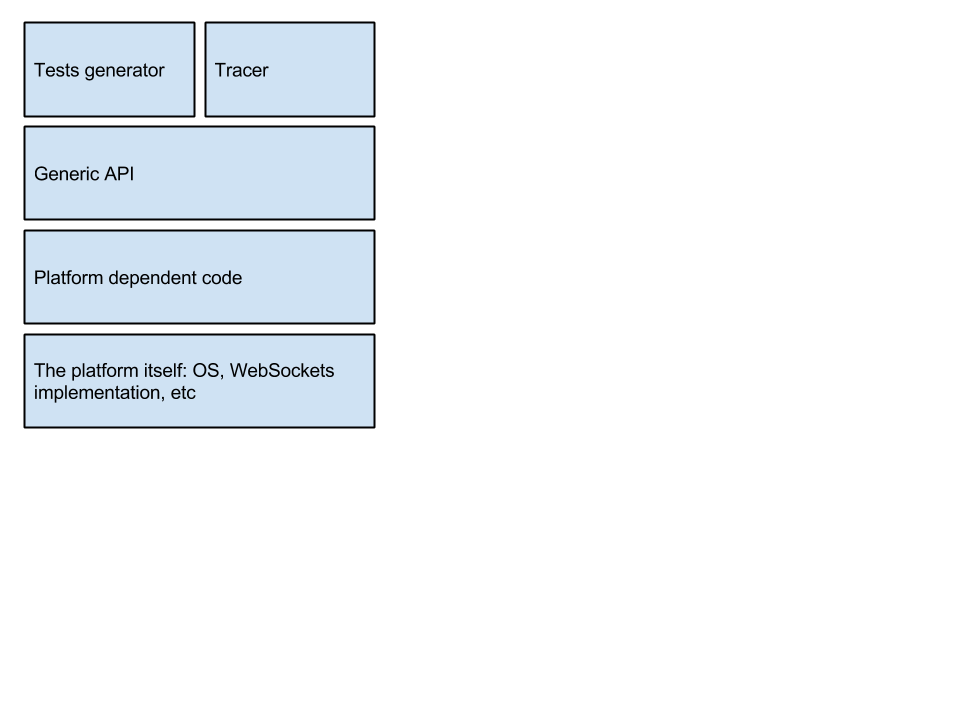 Tests generator
Tracer
Generic API
Platform dependent code
The platform itself: OS, WebSockets
implementation, etc